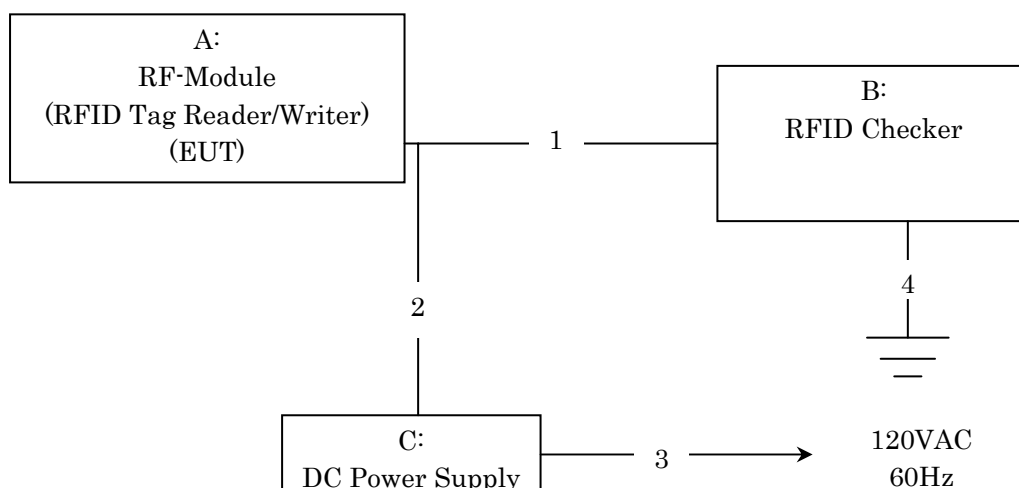 A:
RF-Module
(RFID Tag Reader/Writer)
(EUT)
1
B:
RFID Checker
2
4
C:
DC Power Supply
3
120VAC
60Hz